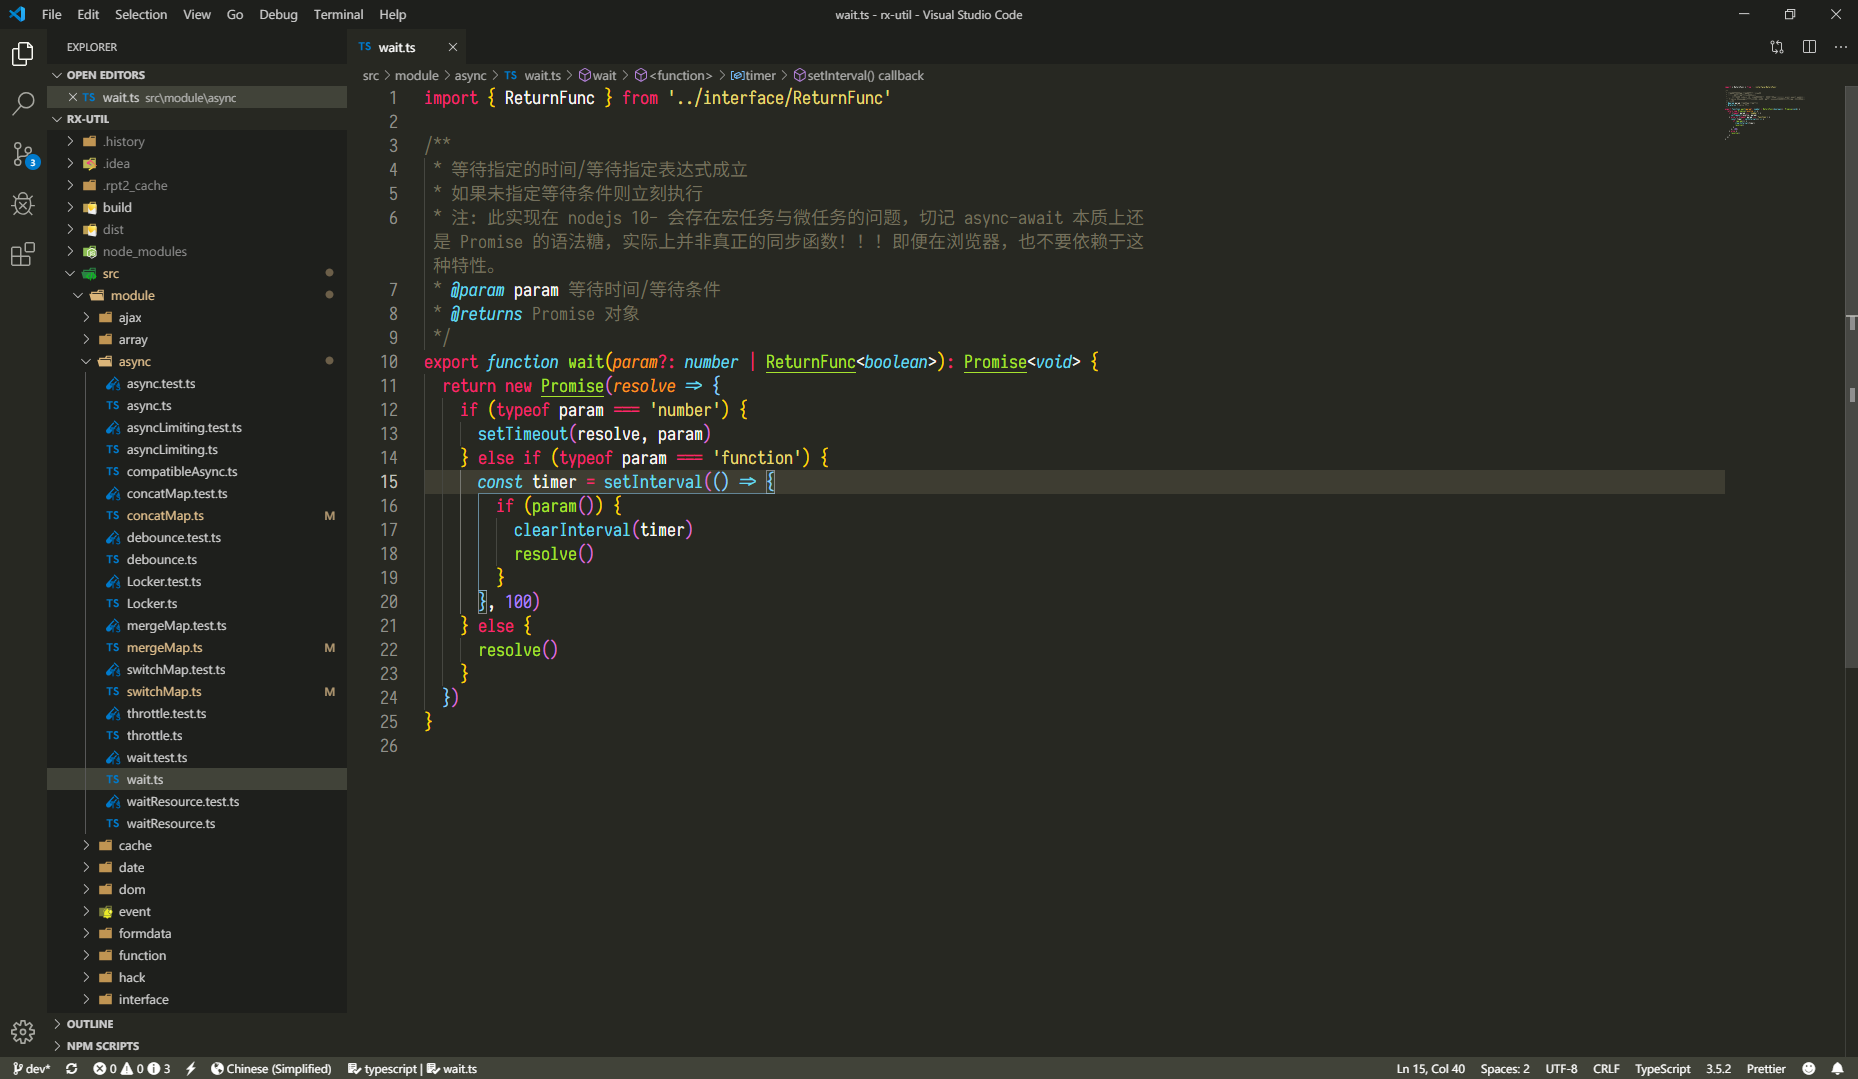 File Edit Selection View Go Debug Terminal Help
wait.ts - rx-util - Visual Studio Code
EXPLORER
OPEN EDITORS
TS wait.ts src\module\async
RX-UTIL
.history
.idea
.rpt2_cache
build
dist
node_modules
src
module
ajax
array
async
async.test.ts
TS async.ts
asyncLimiting.test.ts
TS asyncLimiting.ts
TS compatibleAsync.ts
concatMap.test.ts
TS concatMap.ts M
debounce.test.ts
TS debounce.ts
Locker.test.ts
TS Locker.ts
mergeMap.test.ts
TS mergeMap.ts M
switchMap.test.ts
TS switchMap.ts M
throttle.test.ts
TS throttle.ts
wait.test.ts
TS wait.ts
waitResource.test.ts
TS waitResource.ts
cache
date
dom
event
formdata
function
hack
interface
OUTLINE
NPM SCRIPTS
3
TS wait.ts
src > module > async > TS wait.ts > wait > <function> > timer > setInterval() callback
1 import { ReturnFunc } from '../interface/ReturnFunc'
2
3 /**
4 * 等待指定的时间/等待指定表达式成立
5 * 如果未指定等待条件则立刻执行
6 * 注: 此实现在 nodejs 10- 会存在宏任务与微任务的问题，切记 async-await 本质上还
是 Promise 的语法糖，实际上并非真正的同步函数！！！即便在浏览器，也不要依赖于这
种特性。
7 * @param param 等待时间/等待条件
8 * @returns Promise 对象
9 */
10 export function wait(param?: number | ReturnFunc<boolean>): Promise<void> {
11 return new Promise(resolve => {
12 if (typeof param === 'number') {
13 setTimeout(resolve, param)
14 } else if (typeof param === 'function') {
15 const timer = setInterval(() => {
16 if (param()) {
17 clearInterval(timer)
18 resolve()
19 }
20 }, 100)
21 } else {
22 resolve()
23 }
24 })
25 }
26
dev* 0 0 3 Chinese (Simplified) typescript | wait.ts
Ln 15, Col 40 Spaces: 2 UTF-8 CRLF TypeScript 3.5.2 Prettier